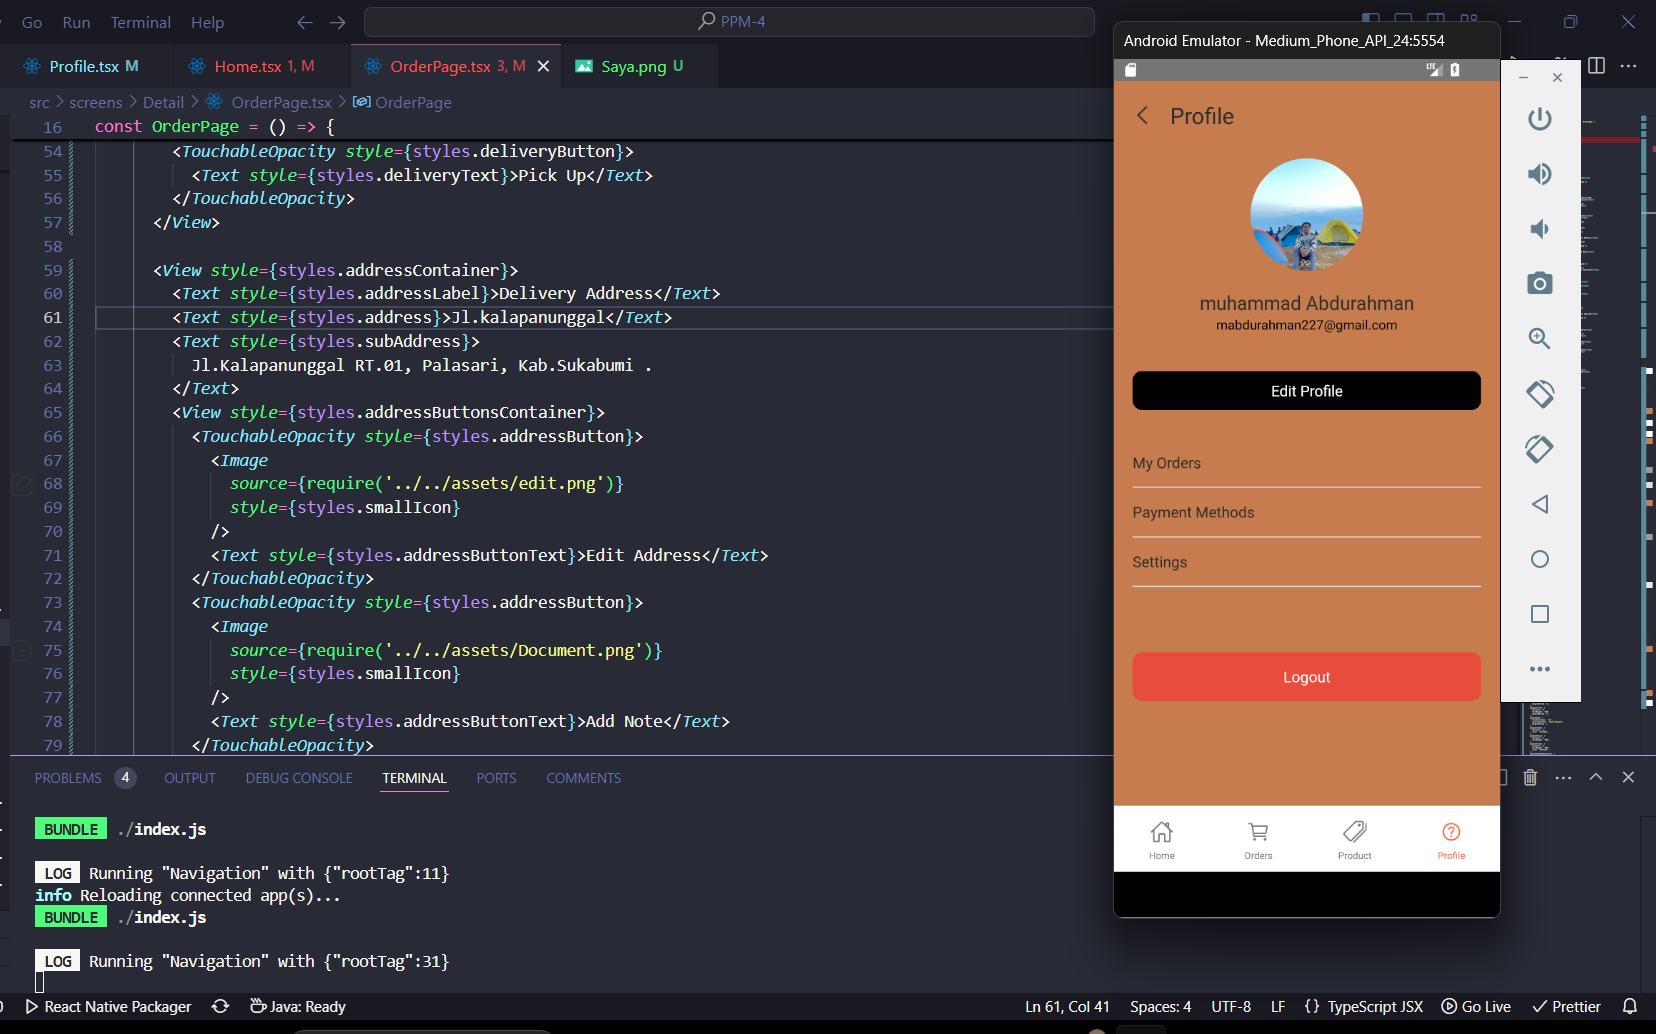 Go Run Terminal Help
PPM-4
Profile.tsx M
Home.tsx 1, M
OrderPage.tsx 3, M
Saya.png U
src > screens > Detail > OrderPage.tsx > OrderPage
16 const OrderPage = () => {
54 <TouchableOpacity style={styles.deliveryButton}>
55 <Text style={styles.deliveryText}>Pick Up</Text>
56 </TouchableOpacity>
57 </View>
58
59 <View style={styles.addressContainer}>
60 <Text style={styles.addressLabel}>Delivery Address</Text>
61 <Text style={styles.address}>Jl.kalapanunggal</Text>
62 <Text style={styles.subAddress}>
63 Jl.Kalapanunggal RT.01, Palasari, Kab.Sukabumi .
64 </Text>
65 <View style={styles.addressButtonsContainer}>
66 <TouchableOpacity style={styles.addressButton}>
67 <Image
68 source={require('../../assets/edit.png')}
69 style={styles.smallIcon}
70 />
71 <Text style={styles.addressButtonText}>Edit Address</Text>
72 </TouchableOpacity>
73 <TouchableOpacity style={styles.addressButton}>
74 <Image
75 source={require('../../assets/Document.png')}
76 style={styles.smallIcon}
77 />
78 <Text style={styles.addressButtonText}>Add Note</Text>
79 </TouchableOpacity>
PROBLEMS 4 OUTPUT DEBUG CONSOLE TERMINAL PORTS COMMENTS
BUNDLE ./index.js
LOG Running "Navigation" with {"rootTag":11}
info Reloading connected app(s)...
BUNDLE ./index.js
LOG Running "Navigation" with {"rootTag":31}
React Native Packager
Java: Ready
Ln 61, Col 41 Spaces: 4 UTF-8 LF {} TypeScript JSX Go Live Prettier
Android Emulator - Medium_Phone_API_24:5554
LTE
Profile
muhammad Abdurahman
mabdurahman227@gmail.com
Edit Profile
My Orders
Payment Methods
Settings
Logout
Home Orders Product Profile